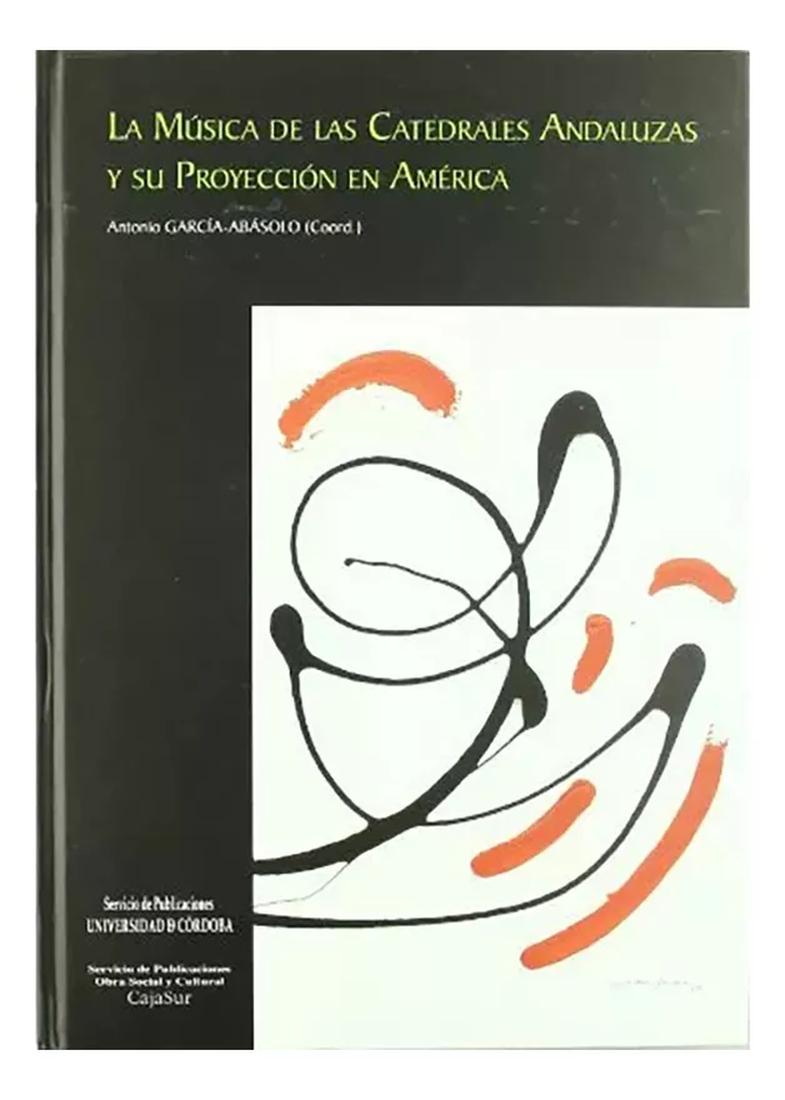 La Música de las Catedrales Andaluzas
y su Proyección en América
Antonio GARCÍA-ABÁSOLO (Coord.)
Servicio de Publicaciones
UNIVERSIDAD DE CÓRDOBA
Servicio de Publicaciones
Obra Social y Cultural
CajaSur